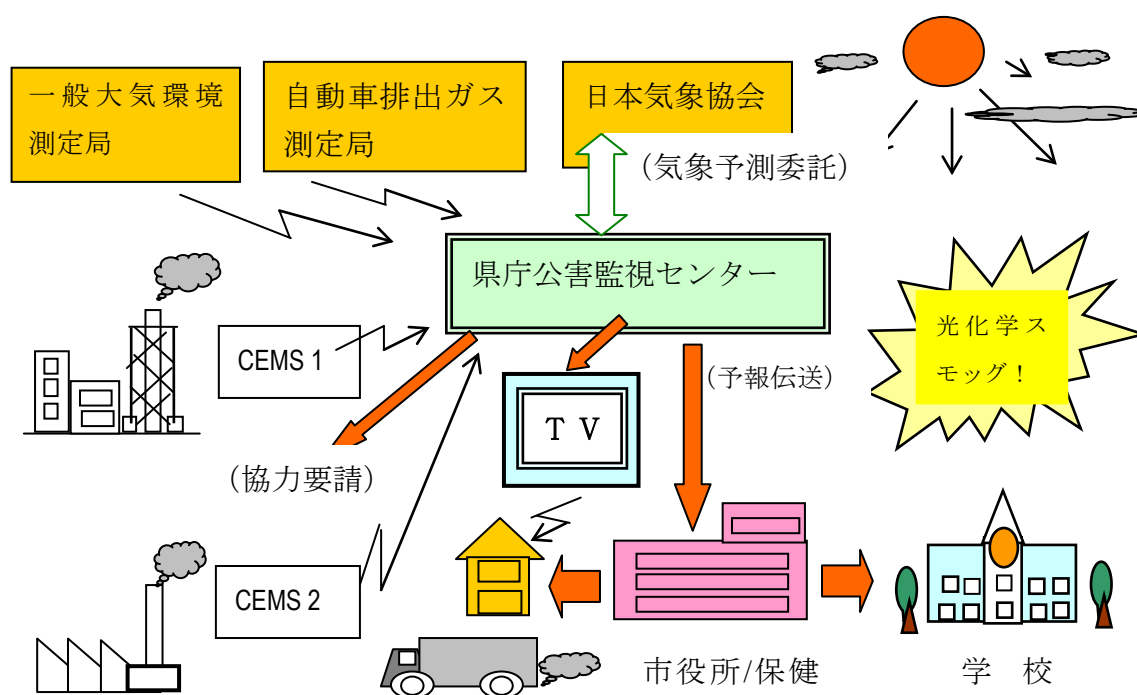 一般大気環境
測定局
自動車排出ガス
測定局
日本気象協会
（気象予測委託）
県庁公害監視センター
光化学ス
モッグ！
CEMS 1
（予報伝送）
ＴＶ
（協力要請）
CEMS 2
市役所/保健
学　校